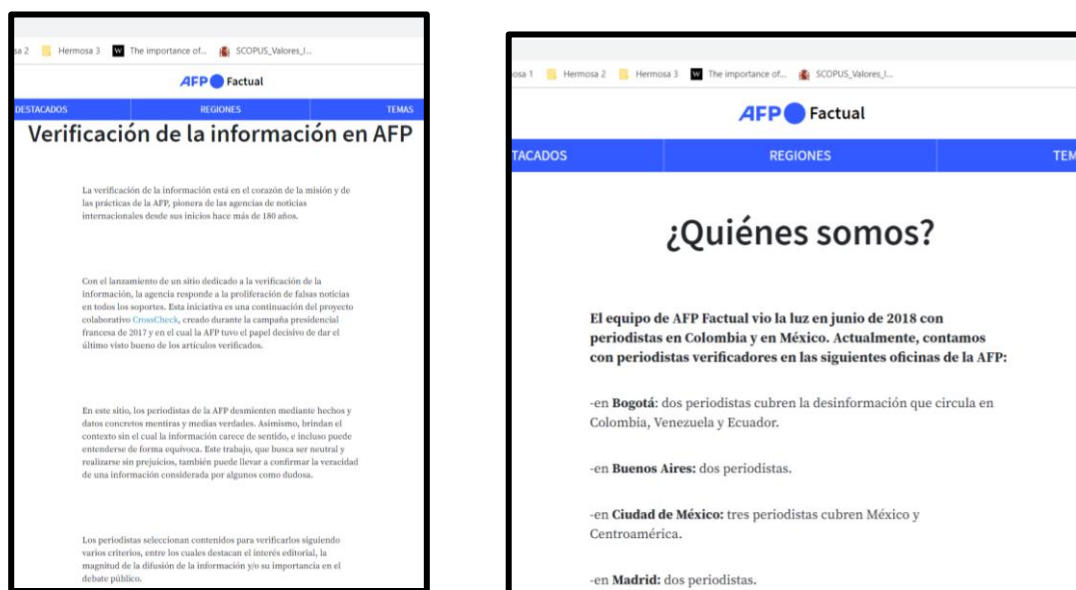 sa 2 Hermosa 3 The importance of... SCOPUS_Valores_I...
AFP Factual
DESTACADOS REGIONES TEMAS
Verificación de la información en AFP
La verificación de la información está en el corazón de la misión y de
las prácticas de la AFP, pionera de las agencias de noticias
internacionales desde sus inicios hace más de 180 años.
Con el lanzamiento de un sitio dedicado a la verificación de la
información, la agencia responde a la proliferación de falsas noticias
en todos los soportes. Esta iniciativa es una continuación del proyecto
colaborativo CrossCheck, creado durante la campaña presidencial
francesa de 2017 y en el cual la AFP tuvo el papel decisivo de dar el
último visto bueno de los artículos verificados.
En este sitio, los periodistas de la AFP desmienten mediante hechos y
datos concretos mentiras y medias verdades. Asimismo, brindan el
contexto sin el cual la información carece de sentido, e incluso puede
entenderse de forma equívoca. Este trabajo, que busca ser neutral y
realizarse sin prejuicios, también puede llevar a confirmar la veracidad
de una información considerada por algunos como dudosa.
Los periodistas seleccionan contenidos para verificarlos siguiendo
varios criterios, entre los cuales destacan el interés editorial, la
magnitud de la difusión de la información y/o su importancia en el
debate público.
osa 1 Hermosa 2 Hermosa 3 The importance of... SCOPUS_Valores_I...
AFP Factual
TACADOS REGIONES TEM
¿Quiénes somos?
El equipo de AFP Factual vio la luz en junio de 2018 con
periodistas en Colombia y en México. Actualmente, contamos
con periodistas verificadores en las siguientes oficinas de la AFP:
-en Bogotá: dos periodistas cubren la desinformación que circula en
Colombia, Venezuela y Ecuador.
-en Buenos Aires: dos periodistas.
-en Ciudad de México: tres periodistas cubren México y
Centroamérica.
-en Madrid: dos periodistas.